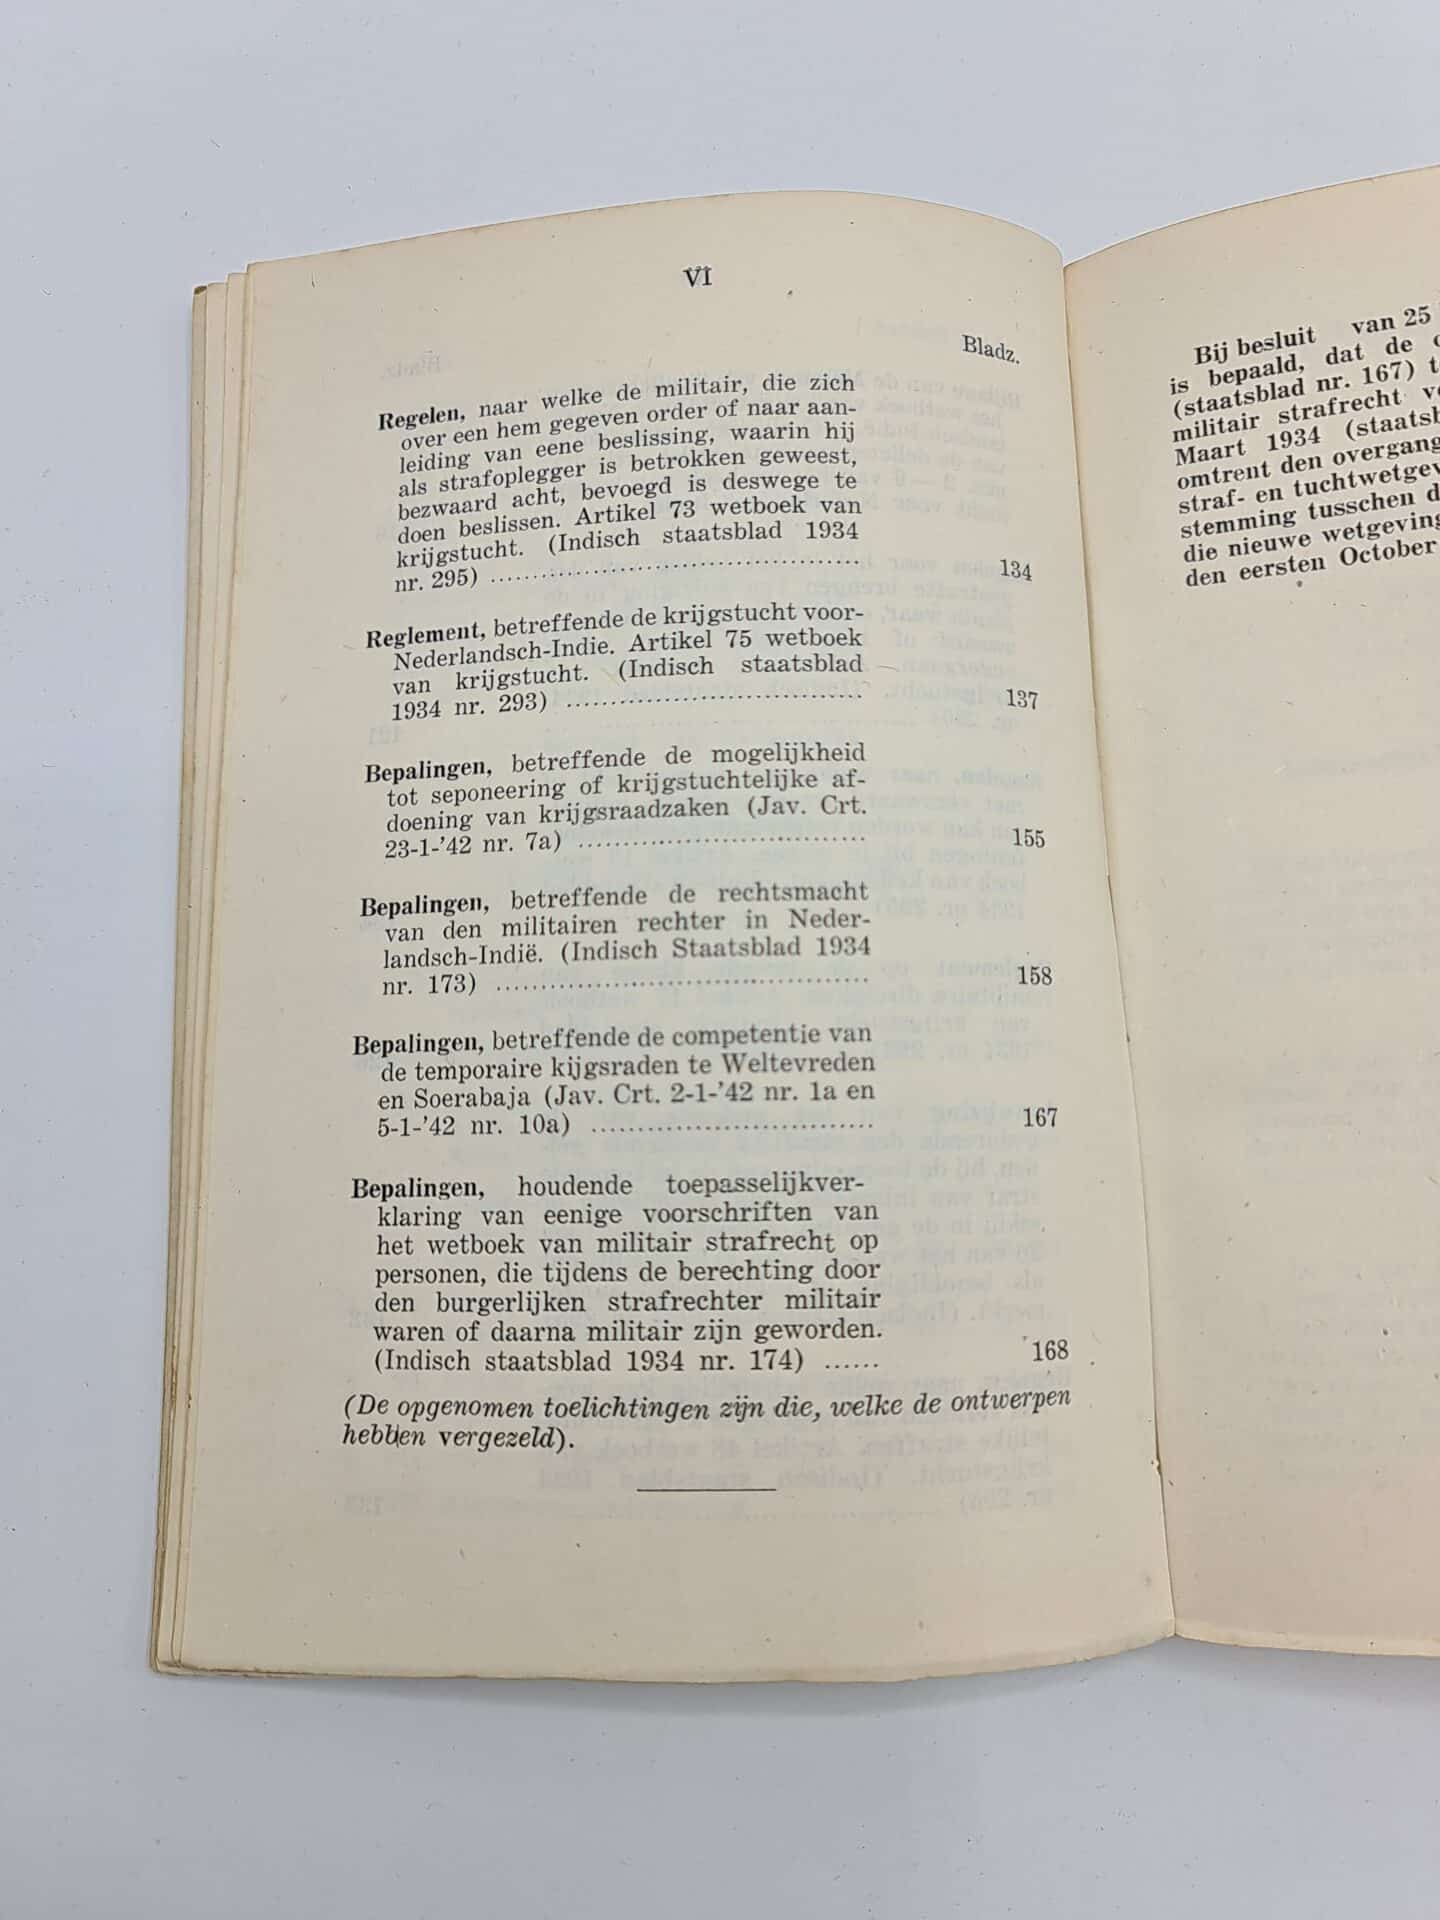 VI
Bladz.
Regelen, naar welke de militair, die zich
over een hem gegeven order of naar aan-
leiding van eene beslissing, waarin hij
als strafoplegger is betrokken geweest,
bezwaard acht, bevoegd is deswege te
doen beslissen. Artikel 73 wetboek van
krijgstucht. (Indisch staatsblad 1934
nr. 295) ........................................ 134
Reglement, betreffende de krijgstucht voor-
Nederlandsch-Indie. Artikel 75 wetboek
van krijgstucht. (Indisch staatsblad
1934 nr. 293) ................................ 137
Bepalingen, betreffende de mogelijkheid
tot seponeering of krijgstuchtelijke af-
doening van krijgsraadzaken (Jav. Crt.
23-1-'42 nr. 7a) ............................... 155
Bepalingen, betreffende de rechtsmacht
van den militairen rechter in Neder-
landsch-Indië. (Indisch Staatsblad 1934
nr. 173) ........................................ 158
Bepalingen, betreffende de competentie van
de temporaire kijgsraden te Weltevreden
en Soerabaja (Jav. Crt. 2-1-'42 nr. 1a en
5-1-'42 nr. 10a) .............................. 167
Bepalingen, houdende toepasselijkver-
klaring van eenige voorschriften van
het wetboek van militair strafrecht op
personen, die tijdens de berechting door
den burgerlijken strafrechter militair
waren of daarna militair zijn geworden.
(Indisch staatsblad 1934 nr. 174) ...... 168
(De opgenomen toelichtingen zijn die, welke de ontwerpen
hebben vergezeld).
Bij besluit van 25
is bepaald, dat de
(staatsblad nr. 167)
militair strafrecht
Maart 1934
omtrent den overgang
straf- en
stemming tusschen
die nieuwe
den eersten October